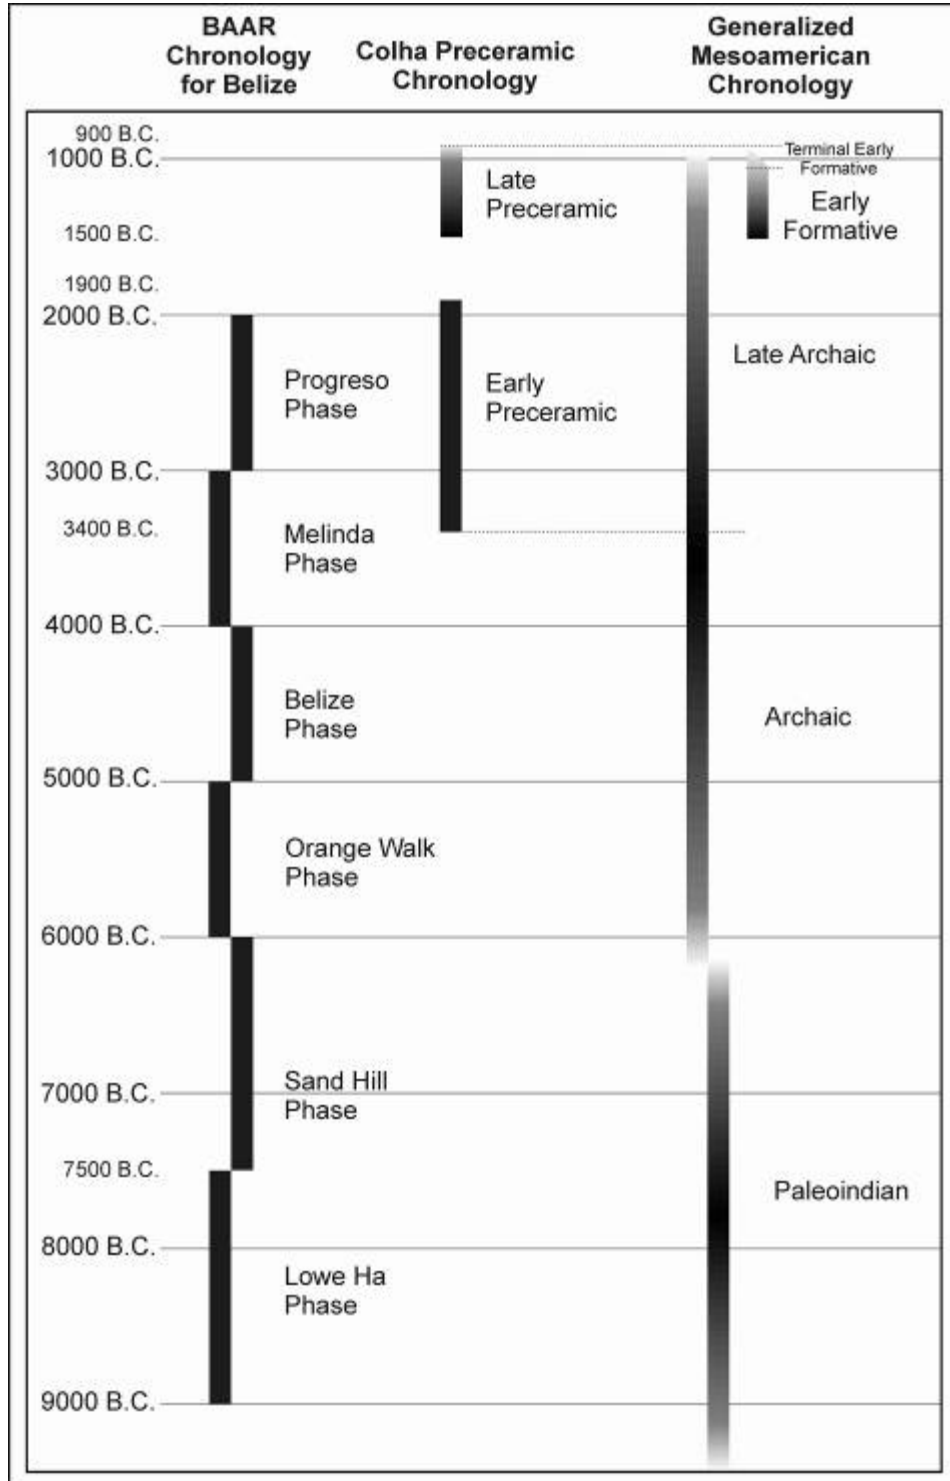 BAAR
Chronology
for Belize
Colha Preceramic
Chronology
Generalized
Mesoamerican
Chronology
900 B.C.
1000 B.C.
1500 B.C.
1900 B.C.
2000 B.C.
3000 B.C.
3400 B.C.
4000 B.C.
5000 B.C.
6000 B.C.
7000 B.C.
7500 B.C.
8000 B.C.
9000 B.C.
Progreso
Phase
Melinda
Phase
Belize
Phase
Orange Walk
Phase
Sand Hill
Phase
Lowe Ha
Phase
Late
Preceramic
Early
Preceramic
Terminal Early
Formative
Early
Formative
Late Archaic
Archaic
Paleoindian